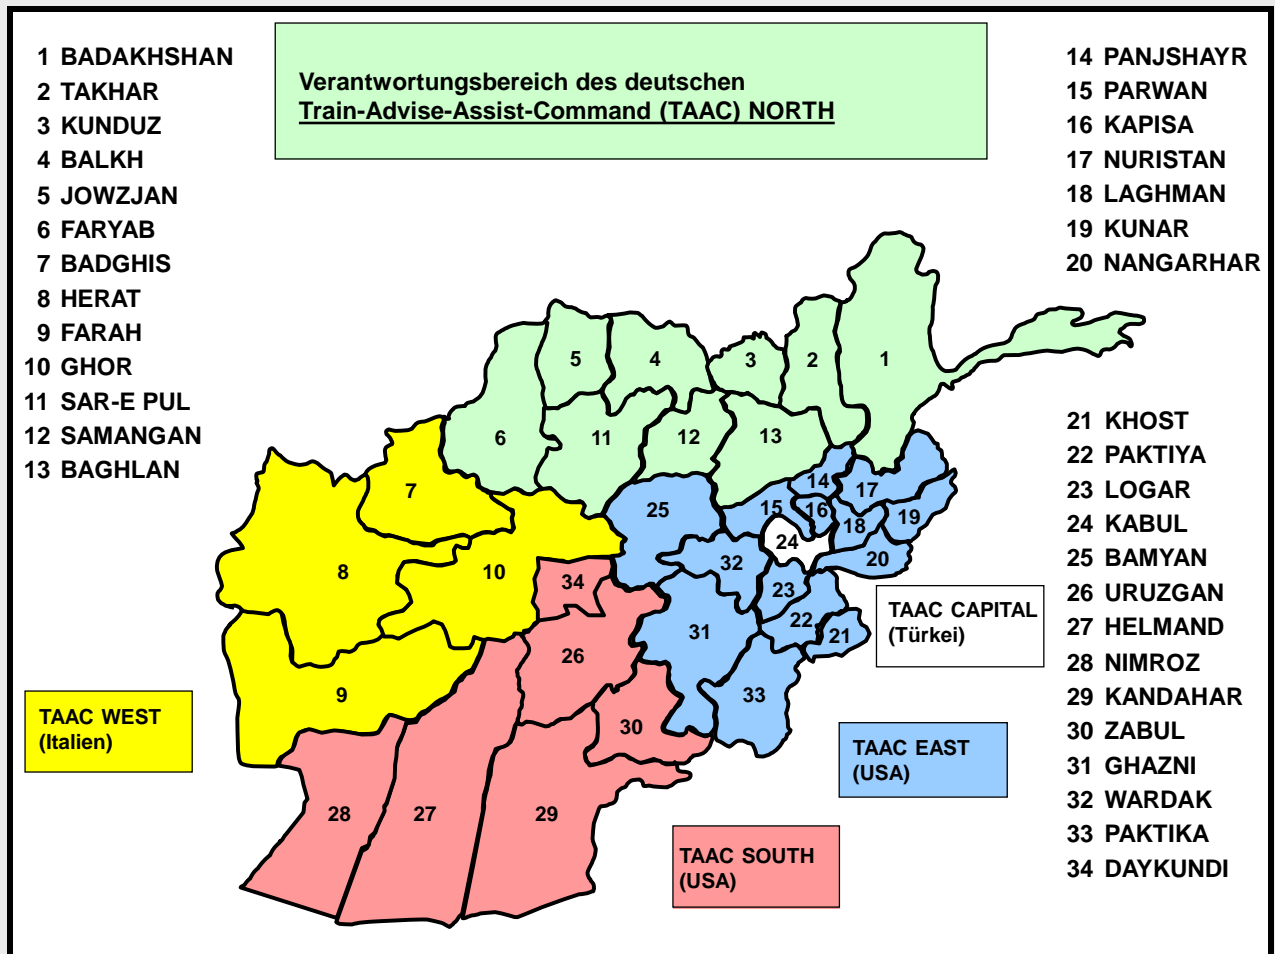 1 BADAKHSHAN
2 TAKHAR
3 KUNDUZ
4 BALKH
5 JOWZJAN
6 FARYAB
7 BADGHIS
8 HERAT
9 FARAH
10 GHOR
11 SAR-E PUL
12 SAMANGAN
13 BAGHLAN
Verantwortungsbereich des deutschen
Train-Advise-Assist-Command (TAAC) NORTH
14 PANJSHAYR
15 PARWAN
16 KAPISA
17 NURISTAN
18 LAGHMAN
19 KUNAR
20 NANGARHAR
21 KHOST
22 PAKTIYA
23 LOGAR
24 KABUL
25 BAMYAN
26 URUZGAN
27 HELMAND
28 NIMROZ
29 KANDAHAR
30 ZABUL
31 GHAZNI
32 WARDAK
33 PAKTIKA
34 DAYKUNDI
5
4
3
2
1
6
11
12
13
7
25
14
17
15
16
18
19
24
20
8
10
34
32
23
22
21
31
26
9
33
30
28
27
29
TAAC CAPITAL
(Türkei)
TAAC WEST
(Italien)
TAAC EAST
(USA)
TAAC SOUTH
(USA)